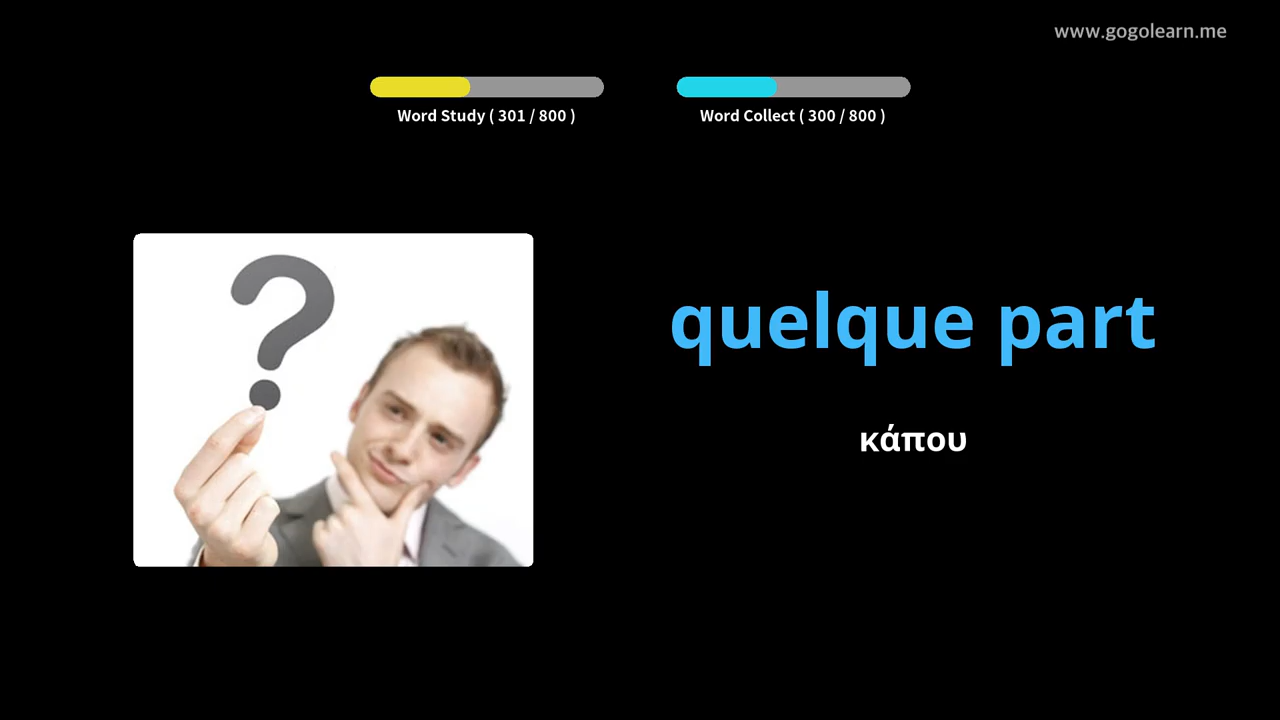 www.gogolearn.me
Word Study ( 301 / 800 )
Word Collect ( 300 / 800 )
quelque part
κάπου